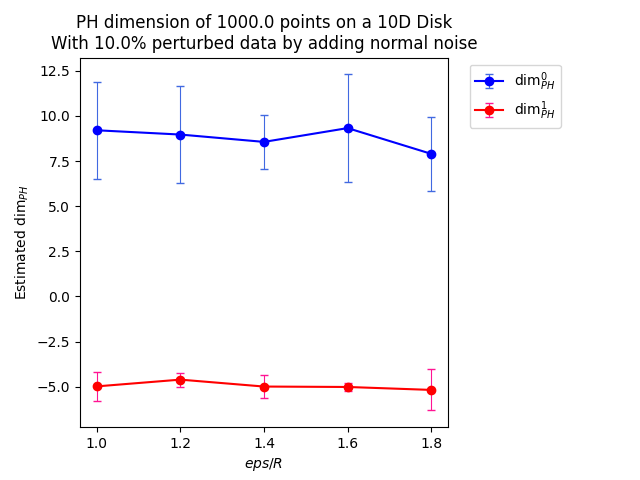 PH dimension of 1000.0 points on a 10D Disk
With 10.0% perturbed data by adding normal noise
12.5
10.0
7.5
5.0
2.5
0.0
−2.5
−5.0
Estimated dim_{PH}
1.0 1.2 1.4 1.6 1.8
eps/R
dim^0_{PH}
dim^1_{PH}